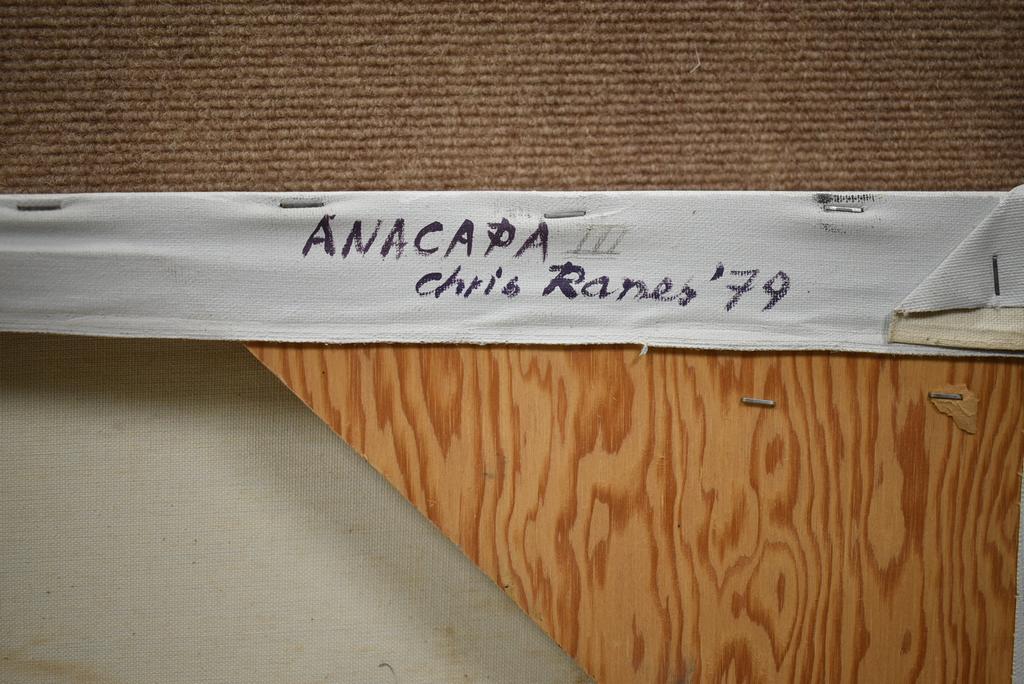 ANACAPA III
Chris Ranes '79